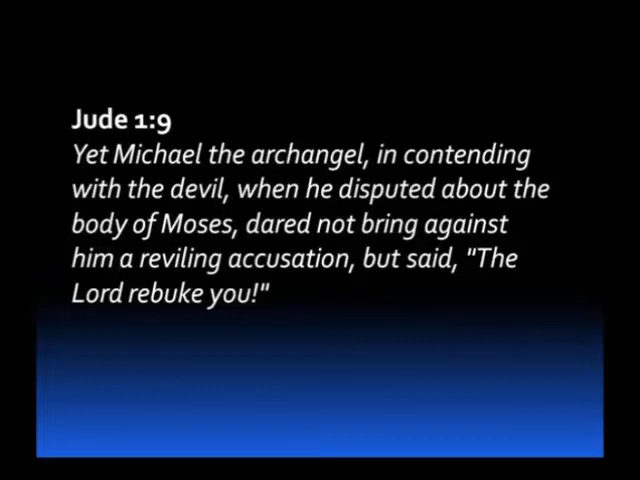 Jude 1:9
Yet Michael the archangel, in contending
with the devil, when he disputed about the
body of Moses, dared not bring against
him a reviling accusation, but said, "The
Lord rebuke you!"